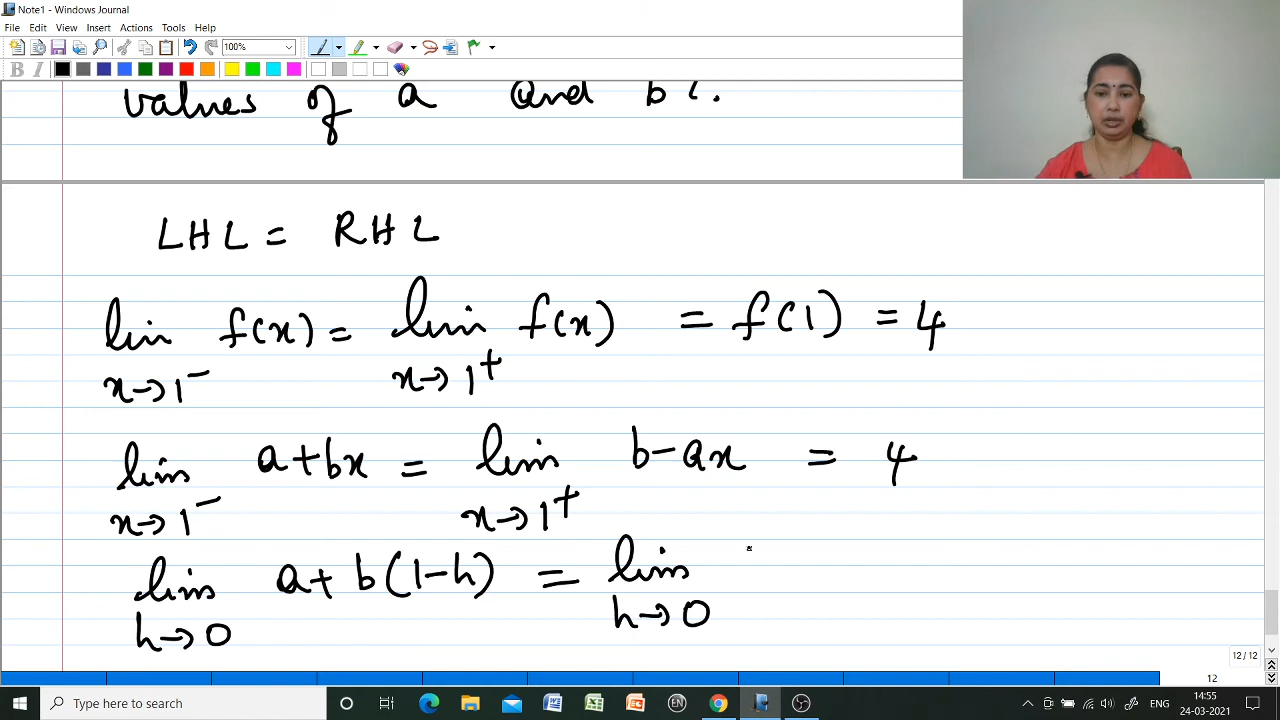 Note1 - Windows Journal
File Edit View Insert Actions Tools Help
100%
B I
values of a and b ?.
LHL = RHL
lim f(x) = lim f(x) = f(1) = 4
x→1⁻ x→1⁺
lim a+bx = lim b-ax = 4
x→1⁻ x→1⁺
lim a+ b(1-h) = lim
h→0 h→0
12 / 12
12
Type here to search
ENG
14:55
24-03-2021